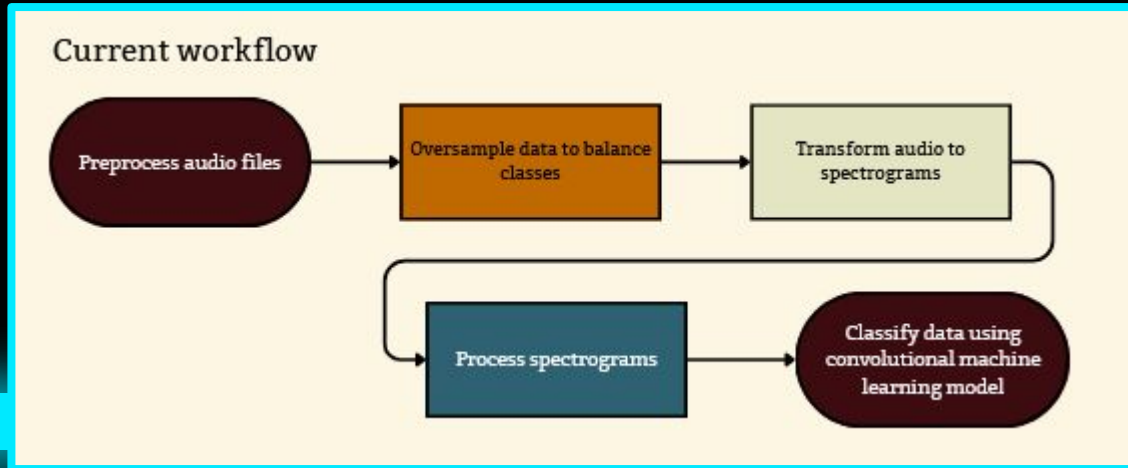 Current workflow
Preprocess audio files
Oversample data to balance
classes
Transform audio to
spectrograms
Process spectrograms
Classify data using
convolutional machine
learning model